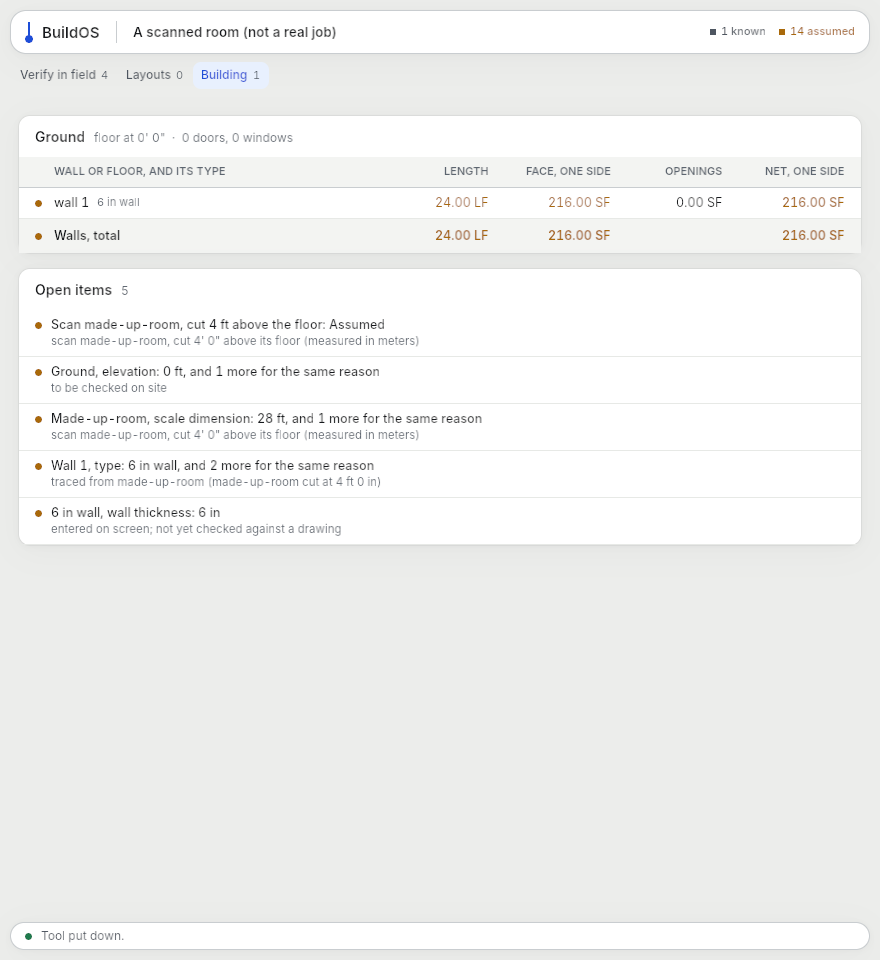 BuildOS A scanned room (not a real job) 1 known 14 assumed
Verify in field 4 Layouts 0 Building 1
Ground floor at 0' 0" · 0 doors, 0 windows
WALL OR FLOOR, AND ITS TYPE LENGTH FACE, ONE SIDE OPENINGS NET, ONE SIDE
wall 1 6 in wall 24.00 LF 216.00 SF 0.00 SF 216.00 SF
Walls, total 24.00 LF 216.00 SF 216.00 SF
Open items 5
Scan made-up-room, cut 4 ft above the floor: Assumed
scan made-up-room, cut 4' 0" above its floor (measured in meters)
Ground, elevation: 0 ft, and 1 more for the same reason
to be checked on site
Made-up-room, scale dimension: 28 ft, and 1 more for the same reason
scan made-up-room, cut 4' 0" above its floor (measured in meters)
Wall 1, type: 6 in wall, and 2 more for the same reason
traced from made-up-room (made-up-room cut at 4 ft 0 in)
6 in wall, wall thickness: 6 in
entered on screen; not yet checked against a drawing
Tool put down.